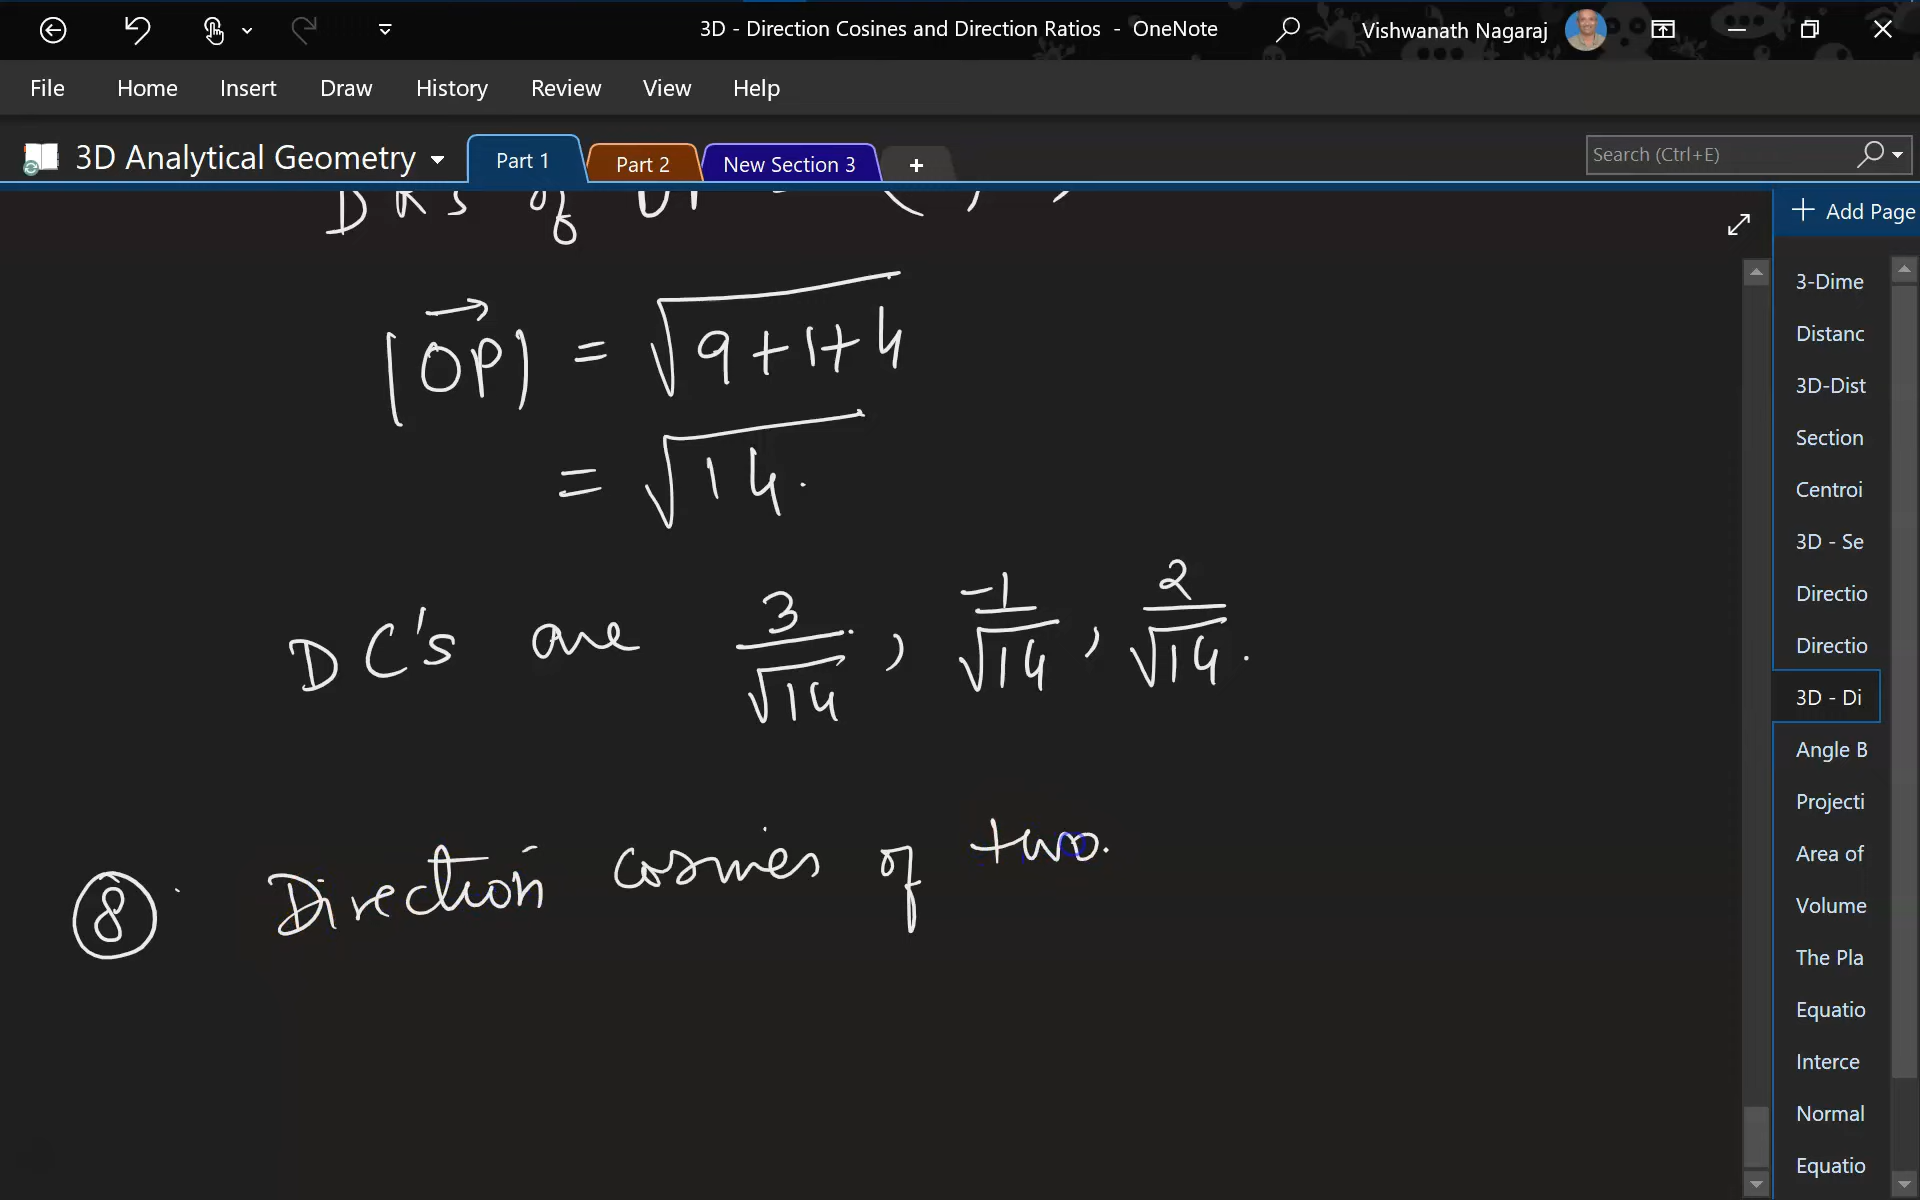 3D - Direction Cosines and Direction Ratios - OneNote
Vishwanath Nagaraj
File Home Insert Draw History Review View Help
3D Analytical Geometry Part 1 Part 2 New Section 3 +
Search (Ctrl+E)
+ Add Page
DRs of OP = ( , ,
|OP| = √9+1+4
= √14.
DC's are 3/√14, -1/√14, 2/√14.
8. Direction cosines of two.
3-Dime
Distanc
3D-Dist
Section
Centroi
3D - Se
Directio
Directio
3D - Di
Angle B
Projecti
Area of
Volume
The Pla
Equatio
Interce
Normal
Equatio